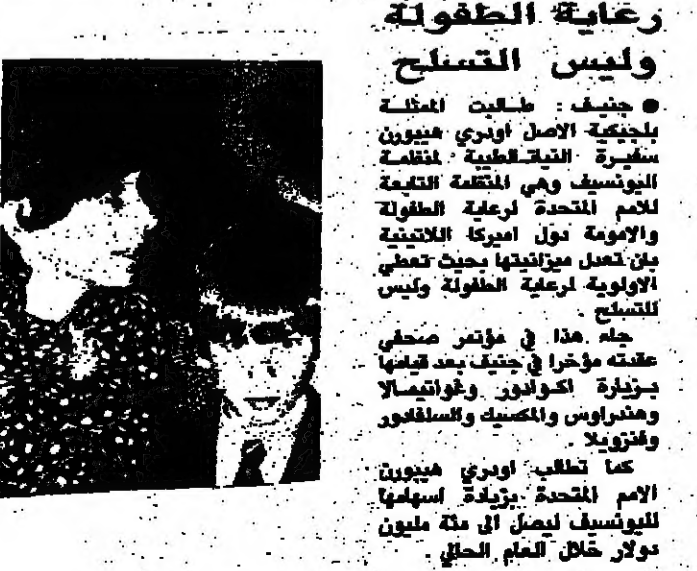 رعاية الطفولة
وليس التسلح
● جنيف : طالبت الممثلة
بلجيكية الاصل اودري هيبورن
سفيرة النيات الطيبة لمنظمة
اليونسيف وهي المنظمة التابعة
للامم المتحدة لرعاية الطفولة
والامومة دول اميركا اللاتينية
بان تعدل ميزانيتها بحيث تعطي
الاولوية لرعاية الطفولة وليس
للتسلح .
جاء هذا في مؤتمر صحفي
عقدته مؤخرا في جنيف بعد قيامها
بزيارة اكوادور وغواتيمالا
وهندراوس والمكسيك والسلفادور
وفنزويلا .
كما تطالب اودري هيبورن
الامم المتحدة بزيادة اسهامها
لليونسيف ليصل الى مئة مليون
دولار خلال العام الحالي .